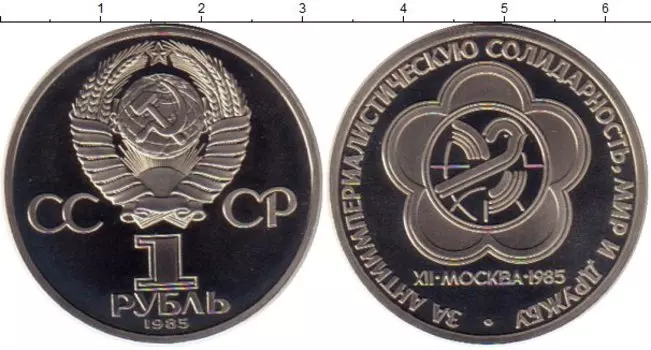 1 2 3 4 5 6
СС СР
1
РУБЛЬ
1985
ЗА АНТИИМПЕРИАЛИСТИЧЕСКУЮ СОЛИДАРНОСТЬ, МИР И ДРУЖБУ
XII·МОСКВА·1985